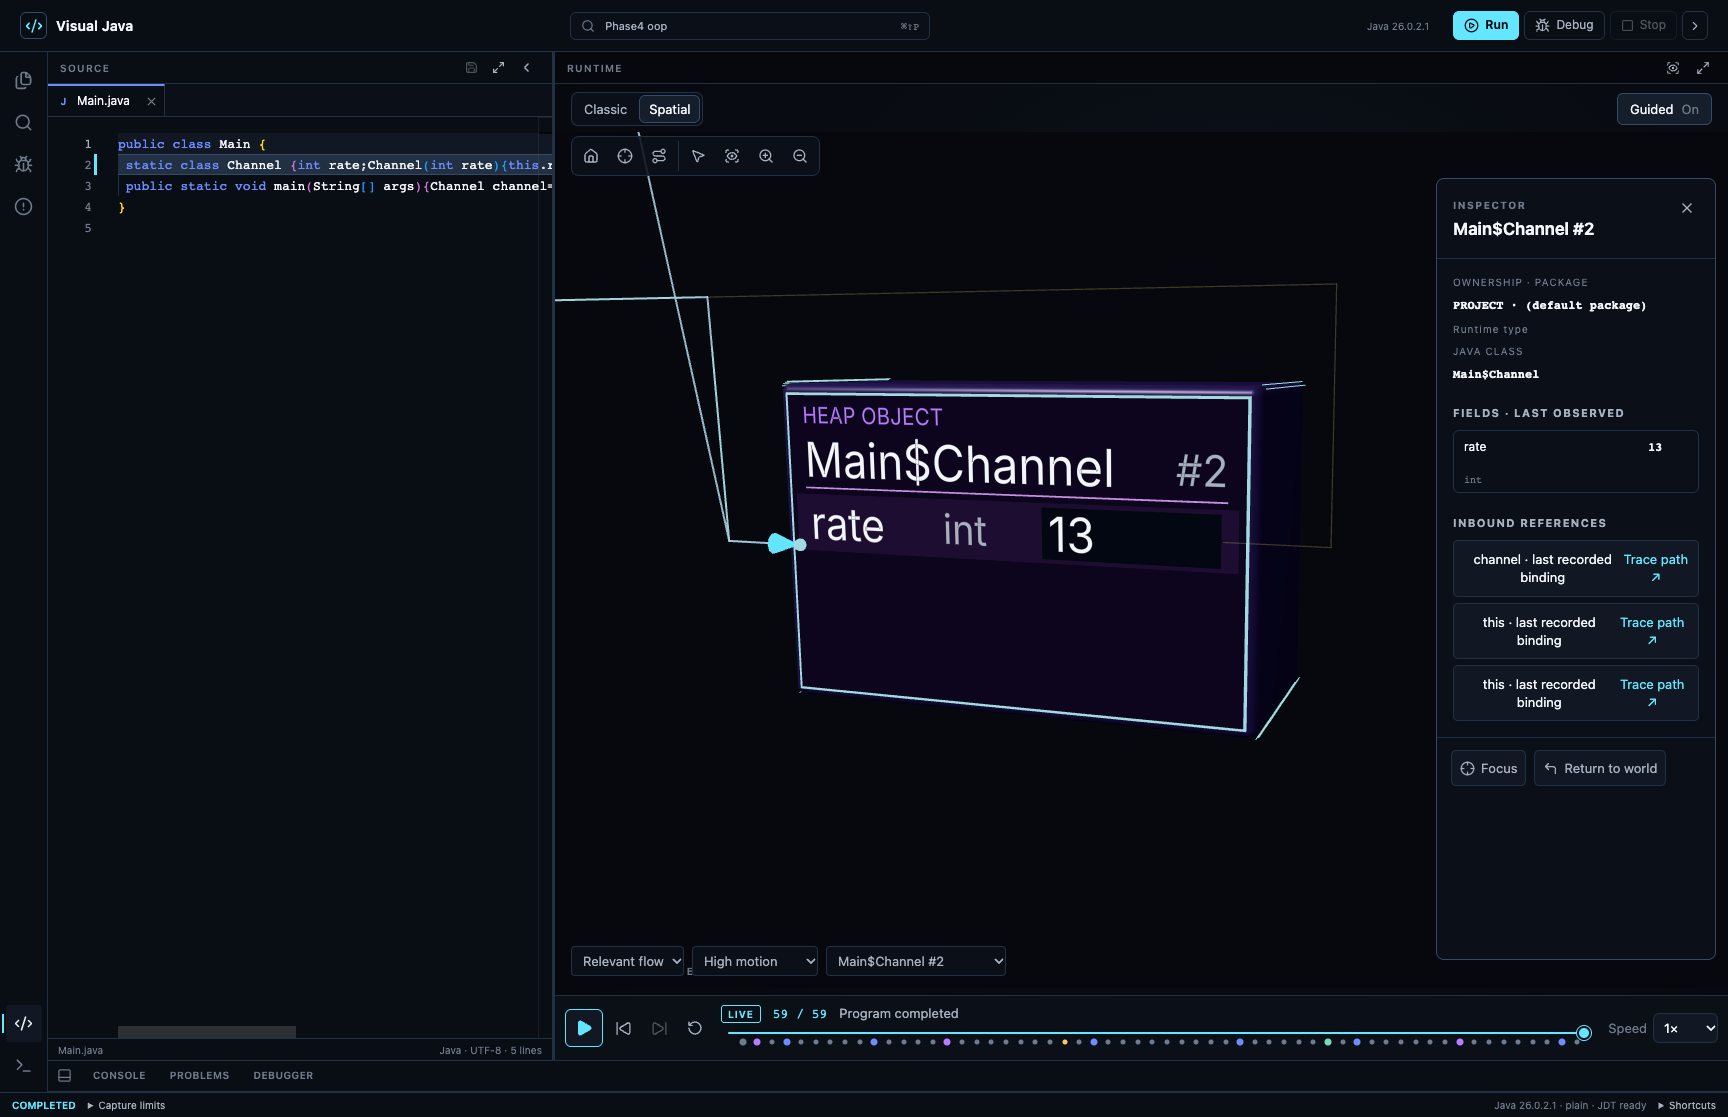 Visual Java
Phase4 oop
⌘⇧P
Java 26.0.2.1
Run
Debug
Stop
SOURCE
RUNTIME
J Main.java
Classic
Spatial
Guided On
1 public class Main {
2 static class Channel {int rate;Channel(int rate){this.r
3 public static void main(String[] args){Channel channel=
4 }
5
INSPECTOR
Main$Channel #2
OWNERSHIP · PACKAGE
PROJECT · (default package)
Runtime type
JAVA CLASS
Main$Channel
FIELDS · LAST OBSERVED
rate 13
int
INBOUND REFERENCES
channel · last recorded binding Trace path ↗
this · last recorded binding Trace path ↗
this · last recorded binding Trace path ↗
Focus
Return to world
HEAP OBJECT
Main$Channel #2
rate int 13
Relevant flow
E
High motion
Main$Channel #2
LIVE 59 / 59 Program completed
Speed 1×
Main.java
Java · UTF-8 · 5 lines
CONSOLE
PROBLEMS
DEBUGGER
COMPLETED
Capture limits
Java 26.0.2.1 · plain · JDT ready
Shortcuts